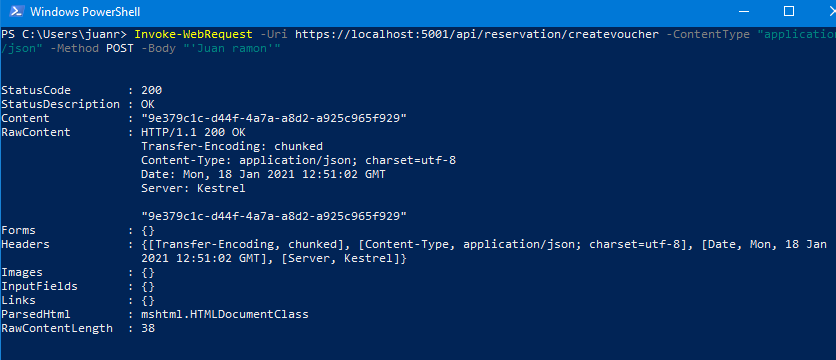 Windows PowerShell
PS C:\Users\juanr> Invoke-WebRequest -Uri https://localhost:5001/api/reservation/createvoucher -ContentType "application
/json" -Method POST -Body "'Juan ramon'"
StatusCode        : 200
StatusDescription : OK
Content           : "9e379c1c-d44f-4a7a-a8d2-a925c965f929"
RawContent        : HTTP/1.1 200 OK
                    Transfer-Encoding: chunked
                    Content-Type: application/json; charset=utf-8
                    Date: Mon, 18 Jan 2021 12:51:02 GMT
                    Server: Kestrel
                    "9e379c1c-d44f-4a7a-a8d2-a925c965f929"
Forms             : {}
Headers           : {[Transfer-Encoding, chunked], [Content-Type, application/json; charset=utf-8], [Date, Mon, 18 Jan
                    2021 12:51:02 GMT], [Server, Kestrel]}
Images            : {}
InputFields       : {}
Links             : {}
ParsedHtml        : mshtml.HTMLDocumentClass
RawContentLength  : 38